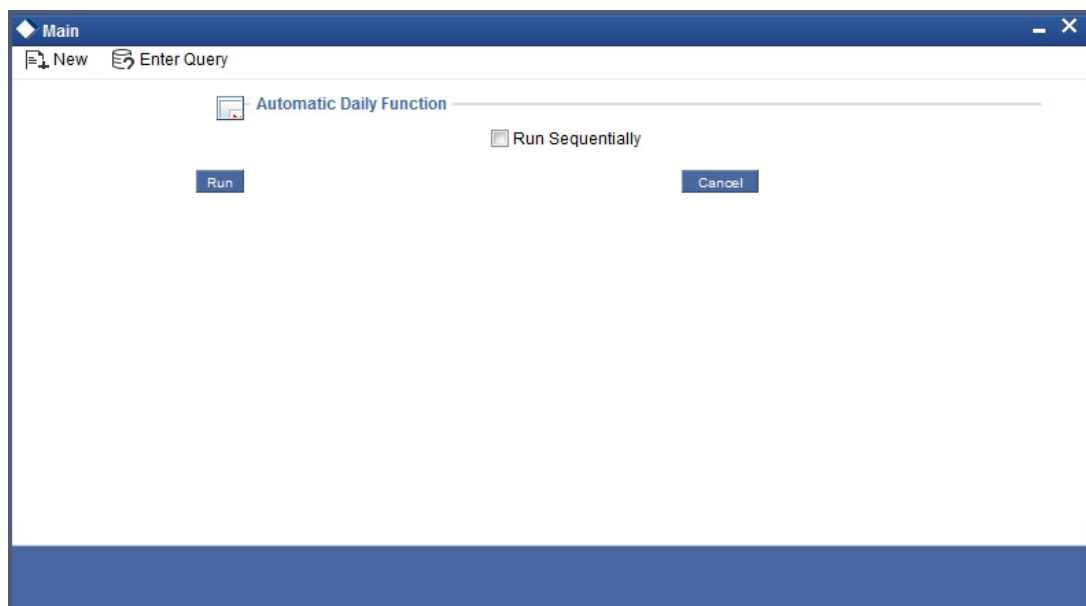 Main
New Enter Query
Automatic Daily Function
Run Sequentially
Run Cancel